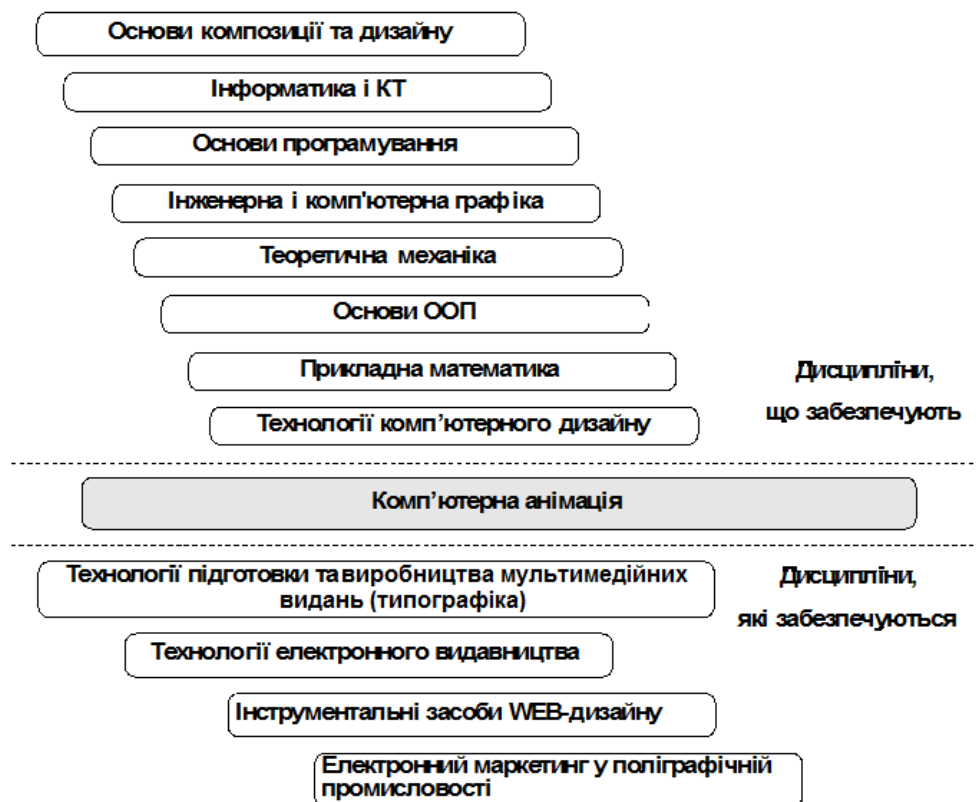 Основи композиції та дизайну
Інформатика і КТ
Основи програмування
Інженерна і комп'ютерна графіка
Теоретична механіка
Основи ООП
Прикладна математика
Дисципліни,
що забезпечують
Технології комп’ютерного дизайну
Комп’ютерна анімація
Технології підготовки та виробництва мультимедійних
видань (типографіка)
Дисципліни,
які забезпечуються
Технології електронного видавництва
Інструментальні засоби WEB-дизайну
Електронний маркетинг у поліграфічній
промисловості